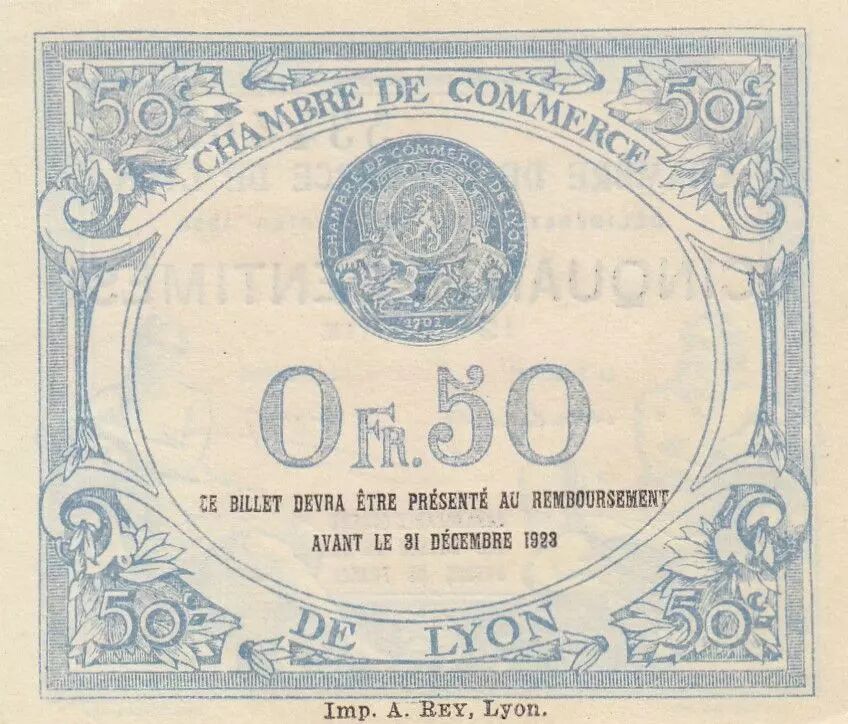 50c 50c
CHAMBRE DE COMMERCE
CHAMBRE DE COMMERCE DE LYON
1702
0 FR. 50
CE BILLET DEVRA ÊTRE PRÉSENTÉ AU REMBOURSEMENT
AVANT LE 31 DÉCEMBRE 1923
50c 50c
DE LYON
Imp. A. REY, Lyon.